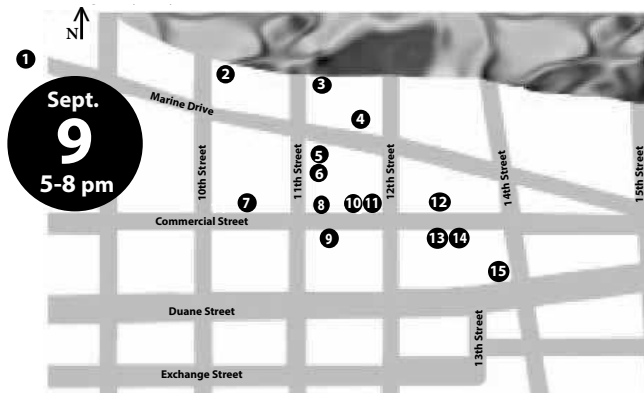 N
1
2
3
Sept.
9
5-8 pm
Marine Drive
4
5
6
10th Street
11th Street
12th Street
14th Street
15th Street
7
8
10
11
12
Commercial Street
9
13
14
15
Duane Street
13th Street
Exchange Street